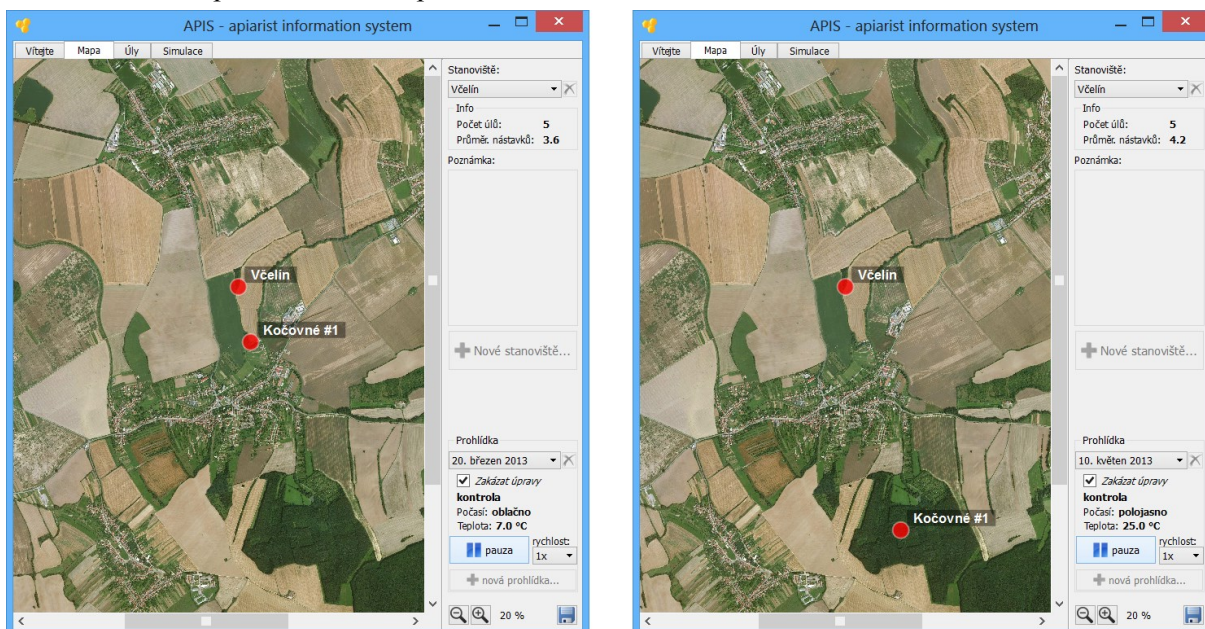 APIS - apiarist information system
Vítejte Mapa Úly Simulace
Včelín
Kočovné #1
Stanoviště:
Včelín
Info
Počet úlů: 5
Průměr. nástavků: 3.6
Poznámka:
Nové stanoviště...
Prohlídka
20. březen 2013
Zakázat úpravy
kontrola
Počasí: oblačno
Teplota: 7.0 °C
pauza
rychlost:
1x
nová prohlídka...
20 %
APIS - apiarist information system
Vítejte Mapa Úly Simulace
Včelín
Kočovné #1
Stanoviště:
Včelín
Info
Počet úlů: 5
Průměr. nástavků: 4.2
Poznámka:
Nové stanoviště...
Prohlídka
10. květen 2013
Zakázat úpravy
kontrola
Počasí: polojasno
Teplota: 25.0 °C
pauza
rychlost:
1x
nová prohlídka...
20 %